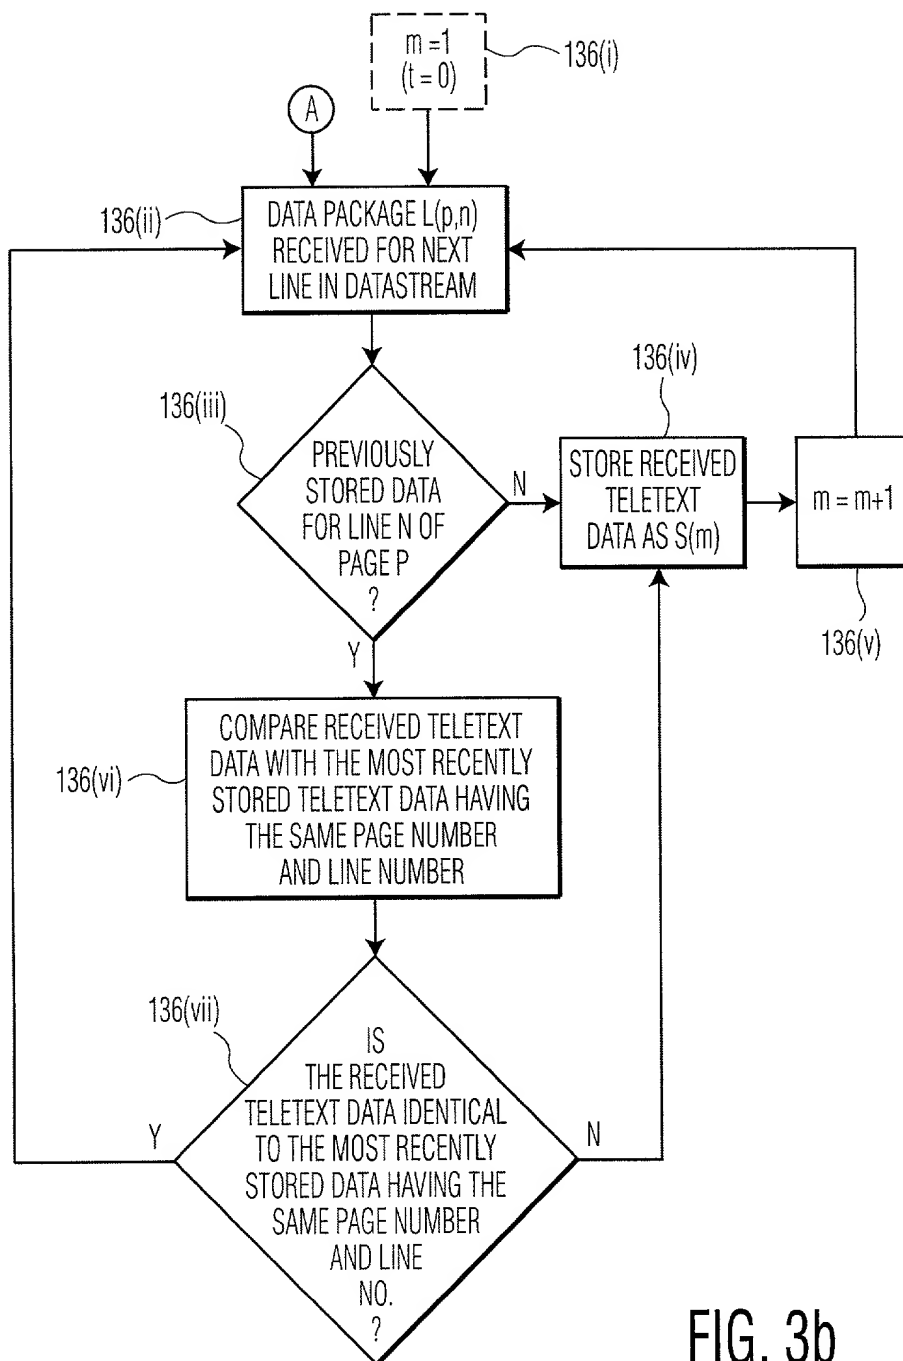 m =1
(t = 0)
136(i)
A
136(ii)
DATA PACKAGE L(p,n)
RECEIVED FOR NEXT
LINE IN DATASTREAM
136(iii)
PREVIOUSLY
STORED DATA
FOR LINE N OF
PAGE P
?
N
Y
136(iv)
STORE RECEIVED
TELETEXT
DATA AS S(m)
m = m+1
136(v)
136(vi)
COMPARE RECEIVED TELETEXT
DATA WITH THE MOST RECENTLY
STORED TELETEXT DATA HAVING
THE SAME PAGE NUMBER
AND LINE NUMBER
136(vii)
IS
THE RECEIVED
TELETEXT DATA IDENTICAL
TO THE MOST RECENTLY
STORED DATA HAVING THE
SAME PAGE NUMBER
AND LINE
NO.
?
Y
N
FIG. 3b